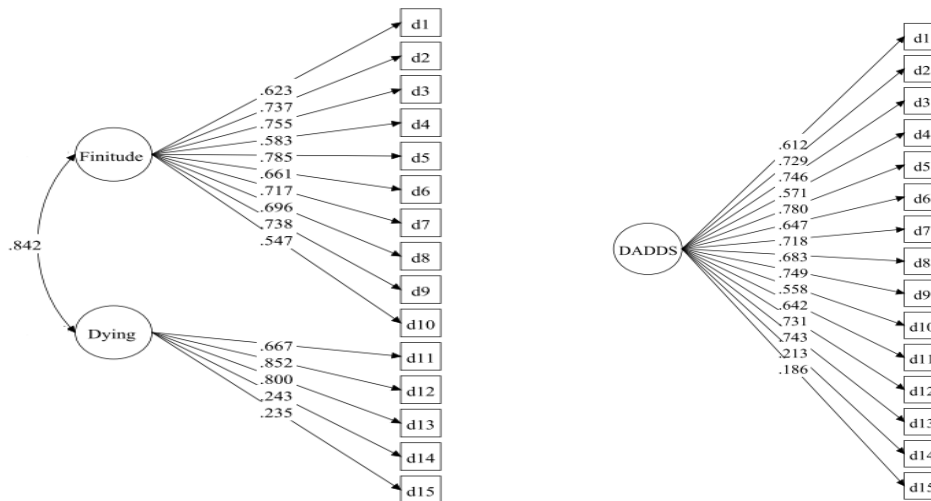 d1
d2
d3
d4
d5
d6
d7
d8
d9
d10
d11
d12
d13
d14
d15
Finitude
Dying
.842
.623
.737
.755
.583
.785
.661
.717
.696
.738
.547
.667
.852
.800
.243
.235
d1
d2
d3
d4
d5
d6
d7
d8
d9
d10
d11
d12
d13
d14
d15
DADDS
.612
.729
.746
.571
.780
.647
.718
.683
.749
.558
.642
.731
.743
.213
.186